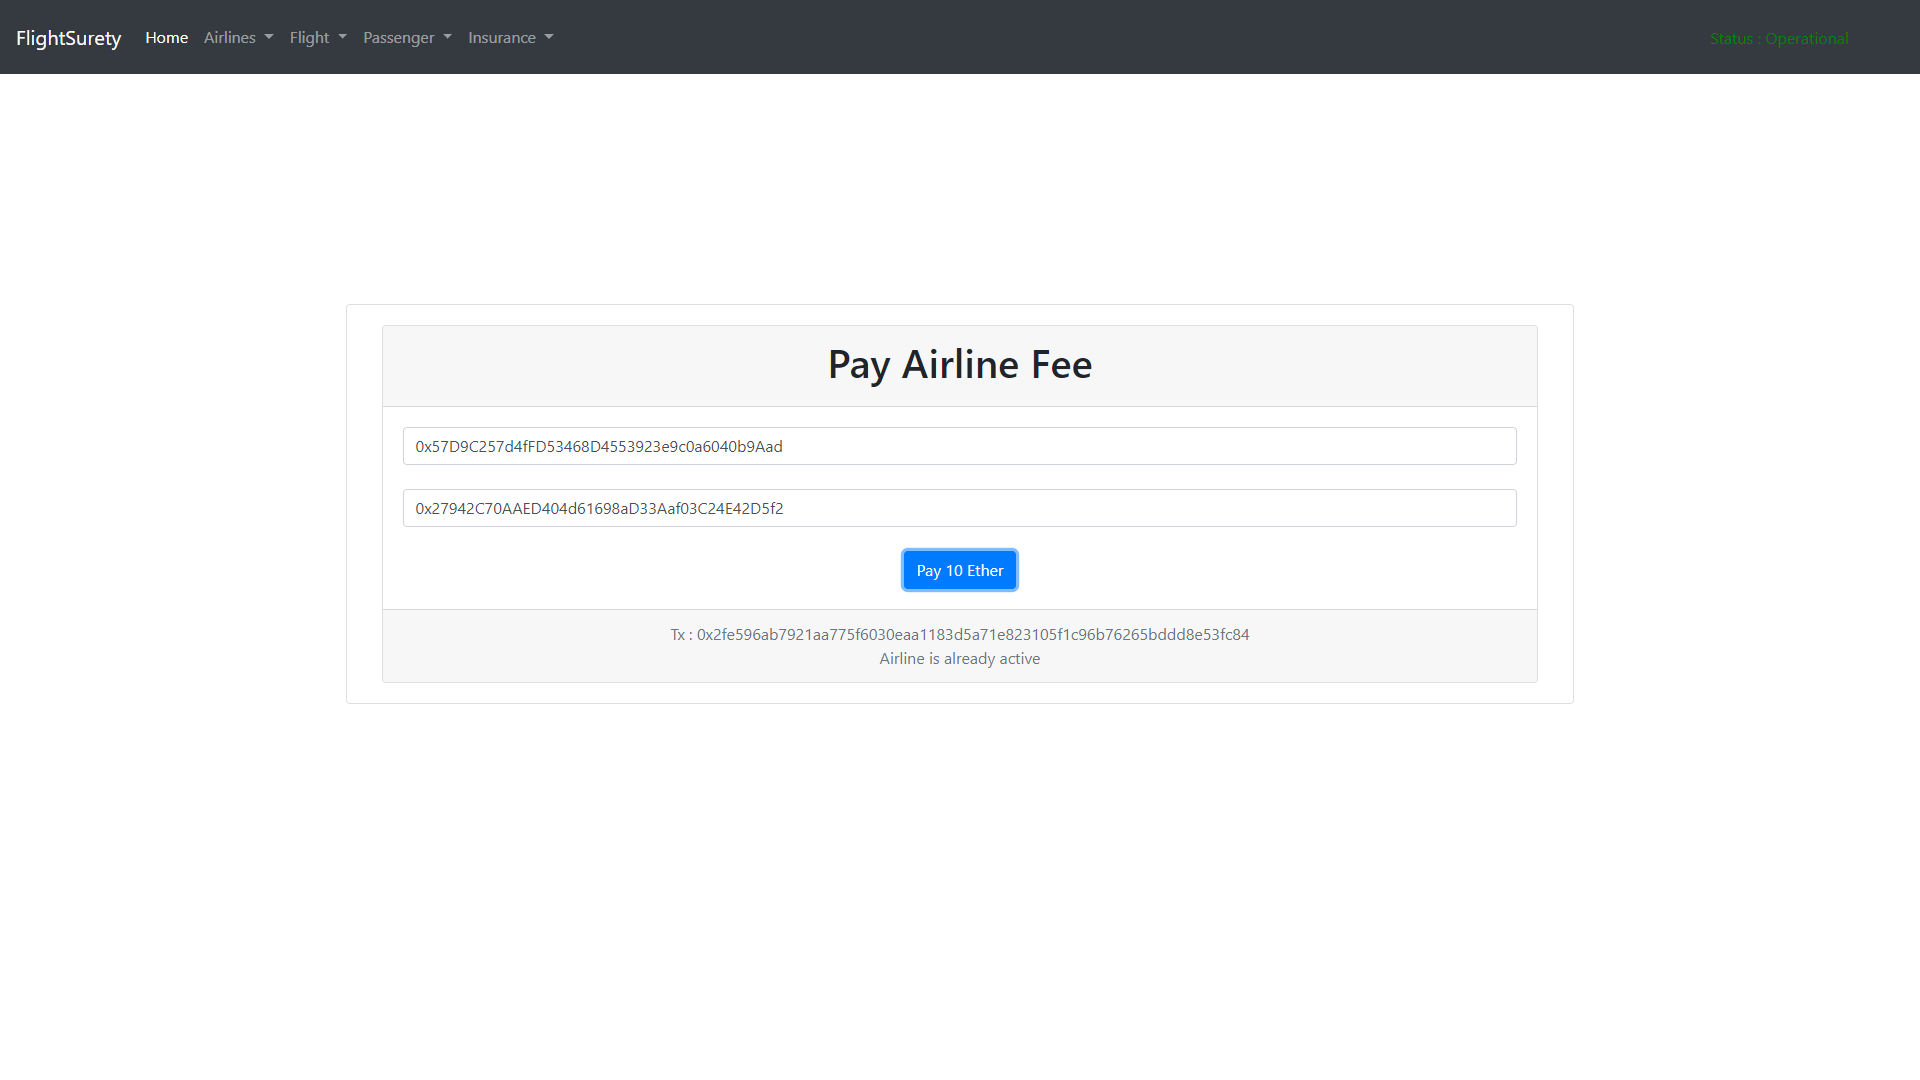 FlightSurety Home Airlines Flight Passenger Insurance Status : Operational
Pay Airline Fee
0x57D9C257d4fFD53468D4553923e9c0a6040b9Aad
0x27942C70AAED404d61698aD33Aaf03C24E42D5f2
Pay 10 Ether
Tx : 0x2fe596ab7921aa775f6030eaa1183d5a71e823105f1c96b76265bddd8e53fc84
Airline is already active